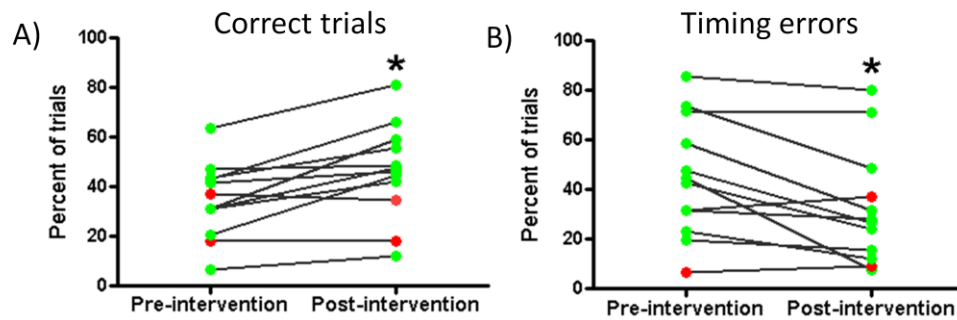 A) Correct trials
Percent of trials
100
80
60
40
20
0
*
Pre-intervention Post-intervention
B) Timing errors
Percent of trials
100
80
60
40
20
0
*
Pre-intervention Post-intervention